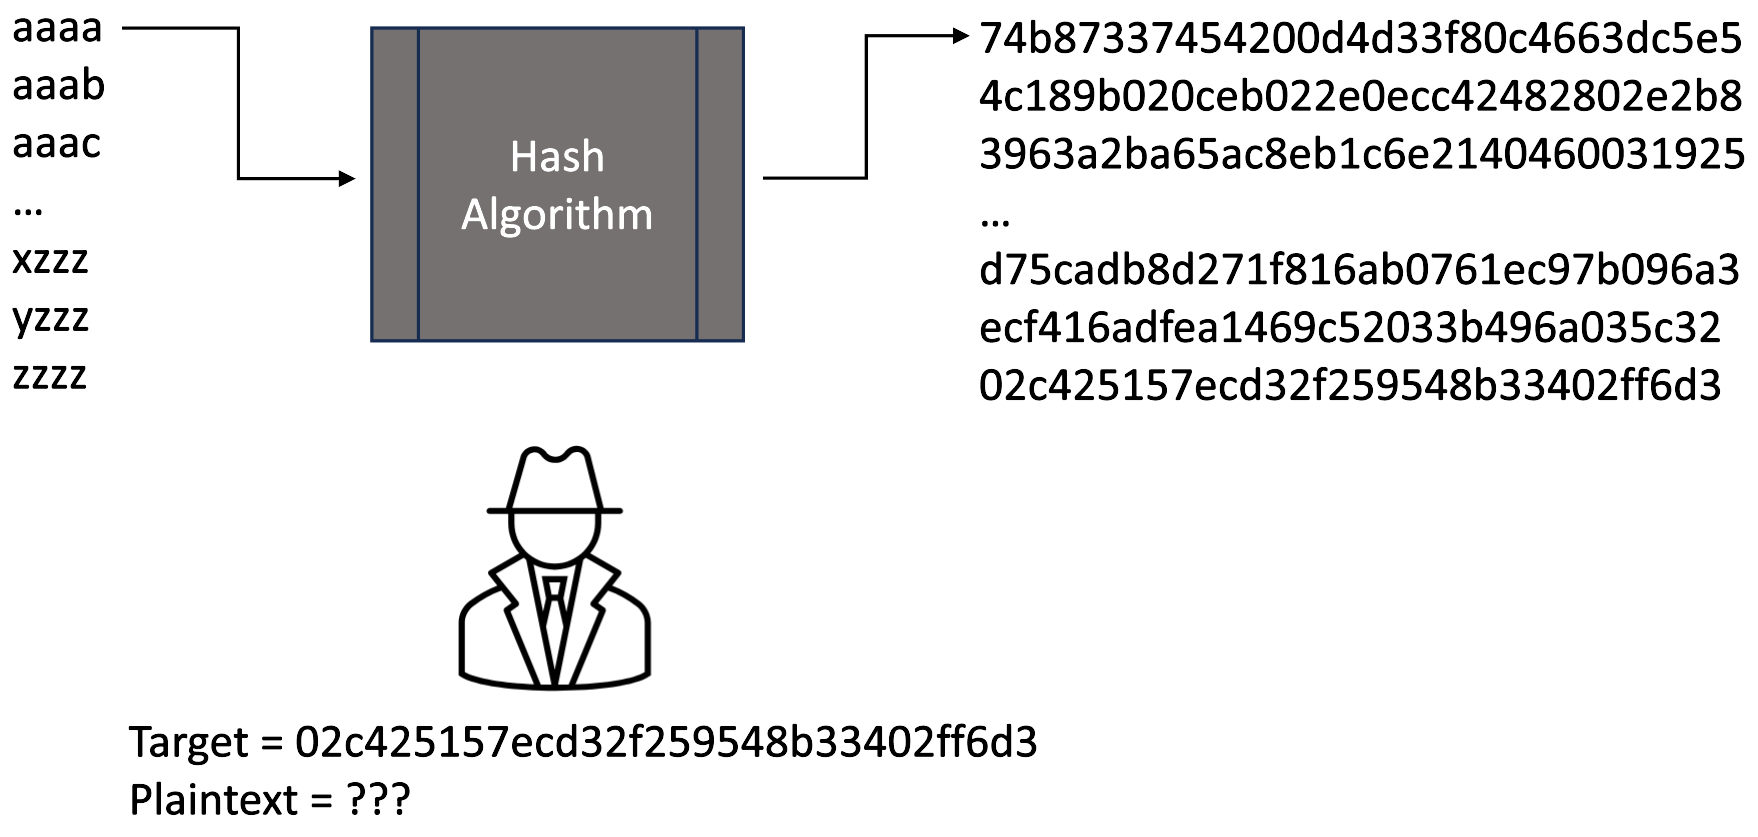 aaaa
aaab
aaac
...
xzzz
yzzz
zzzz
Hash
Algorithm
74b87337454200d4d33f80c4663dc5e5
4c189b020ceb022e0ecc42482802e2b8
3963a2ba65ac8eb1c6e2140460031925
...
d75cadb8d271f816ab0761ec97b096a3
ecf416adfea1469c52033b496a035c32
02c425157ecd32f259548b33402ff6d3
Target = 02c425157ecd32f259548b33402ff6d3
Plaintext = ???